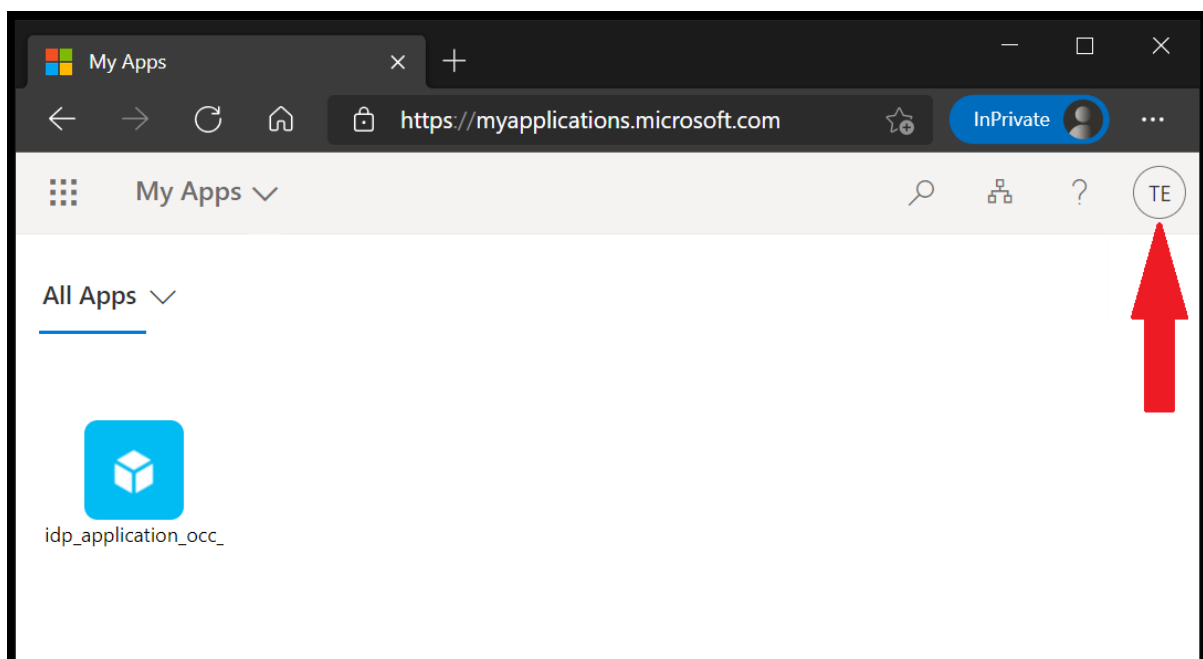 My Apps
https://myapplications.microsoft.com
InPrivate
My Apps
TE
All Apps
idp_application_occ_